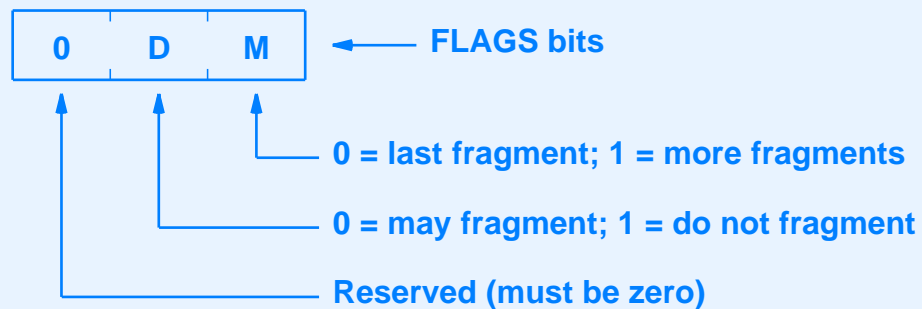 0 D M FLAGS bits
0 = last fragment; 1 = more fragments
0 = may fragment; 1 = do not fragment
Reserved (must be zero)